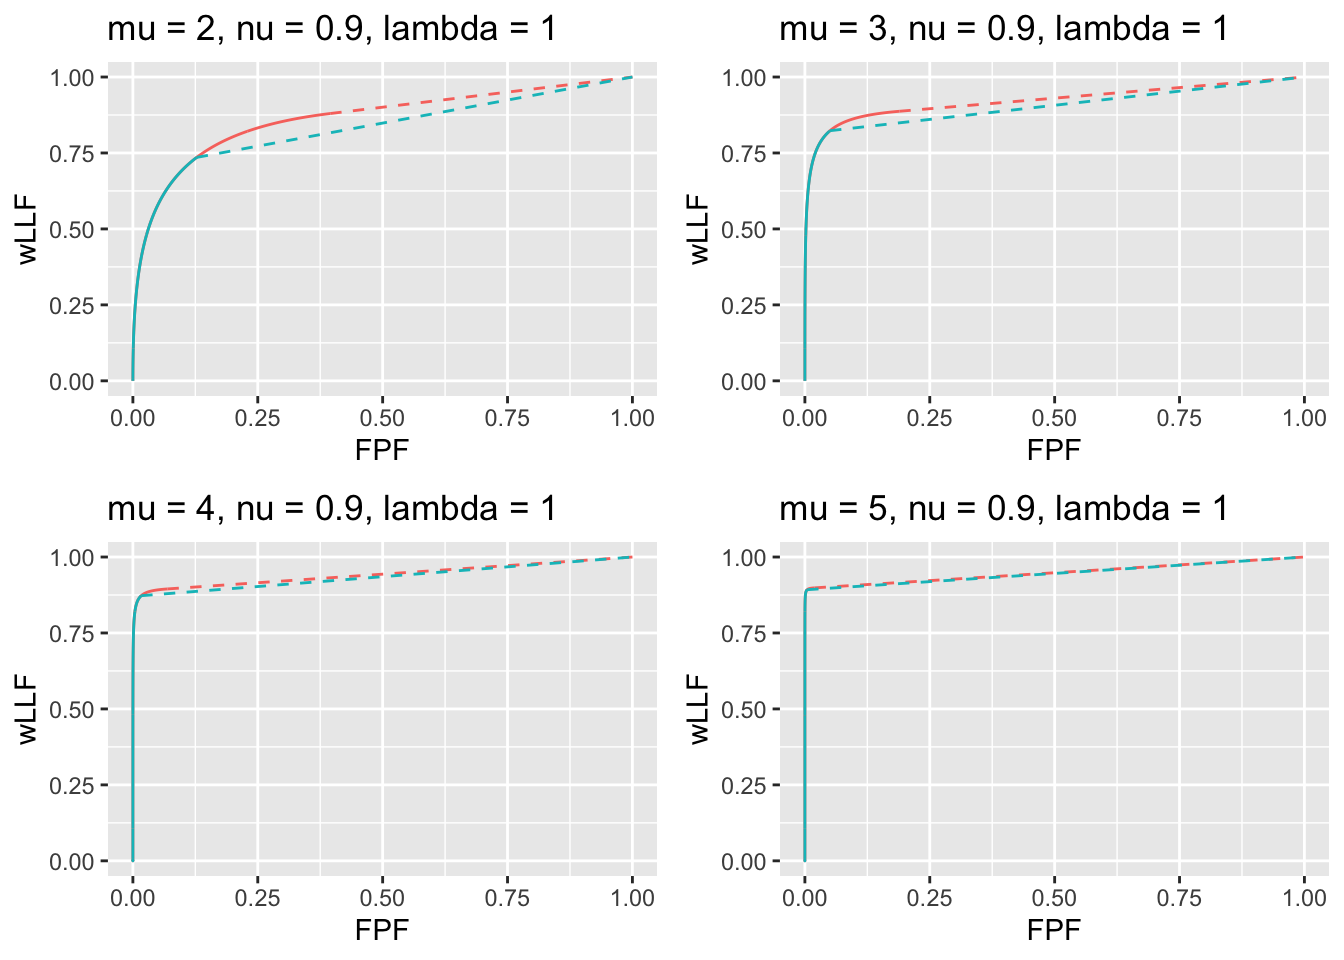 mu = 2, nu = 0.9, lambda = 1
1.00
0.75
0.50
0.25
0.00
wLLF
0.00 0.25 0.50 0.75 1.00
FPF
mu = 3, nu = 0.9, lambda = 1
1.00
0.75
0.50
0.25
0.00
wLLF
0.00 0.25 0.50 0.75 1.00
FPF
mu = 4, nu = 0.9, lambda = 1
1.00
0.75
0.50
0.25
0.00
wLLF
0.00 0.25 0.50 0.75 1.00
FPF
mu = 5, nu = 0.9, lambda = 1
1.00
0.75
0.50
0.25
0.00
wLLF
0.00 0.25 0.50 0.75 1.00
FPF